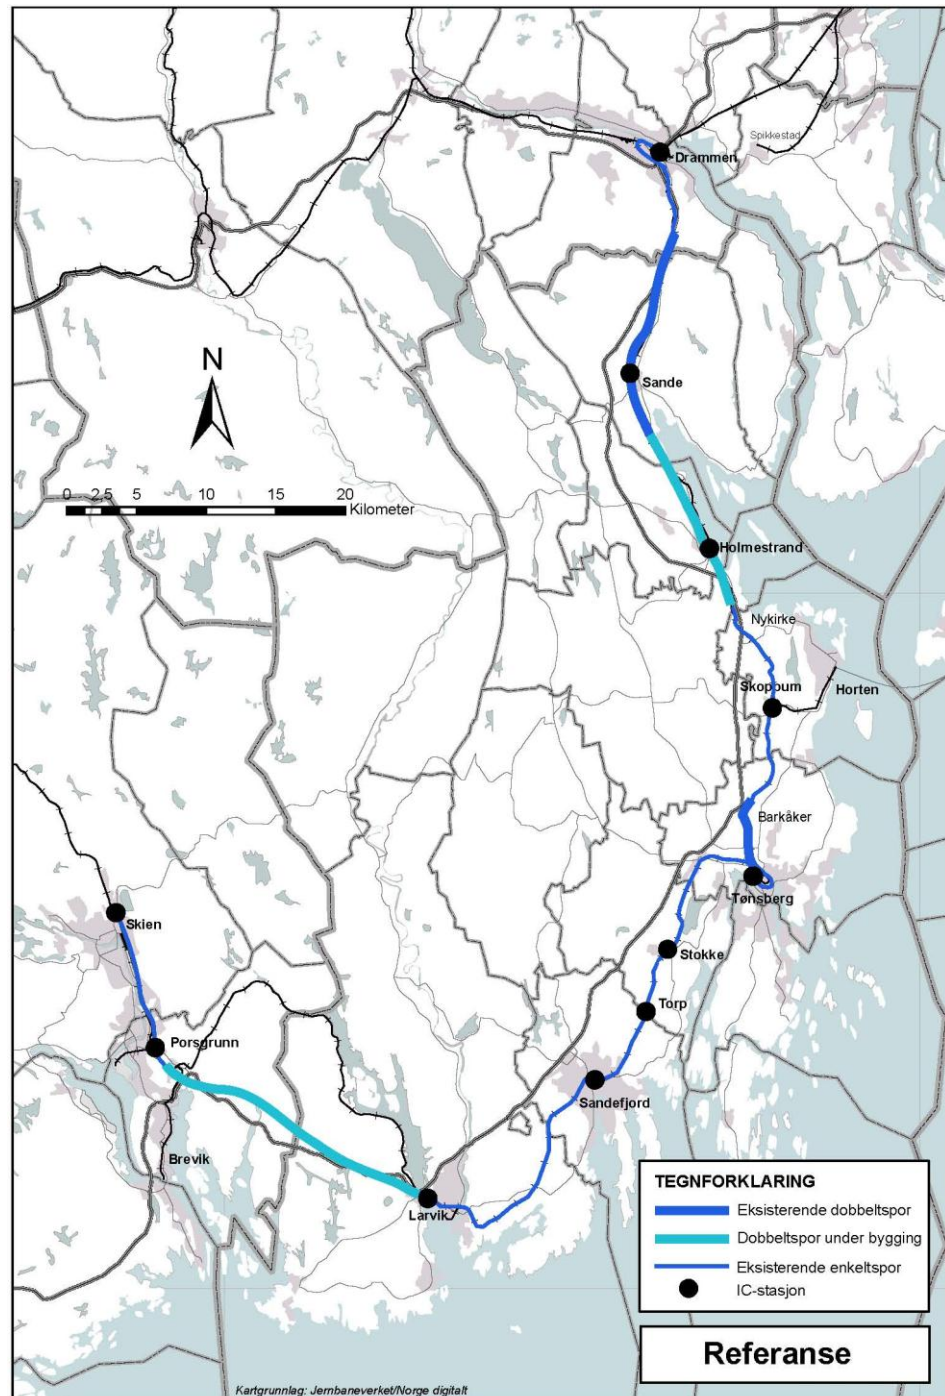 Spikkestad
Drammen
N
Sande
0 2,5 5 10 15 20
Kilometer
Holmestrand
Nykirke
Skoppum
Horten
Barkåker
Tønsberg
Skien
Stokke
Torp
Porsgrunn
Sandefjord
Brevik
Larvik
TEGNFORKLARING
Eksisterende dobbeltspor
Dobbeltspor under bygging
Eksisterende enkeltspor
IC-stasjon
Referanse
Kartgrunnlag: Jernbaneverket/Norge digitalt